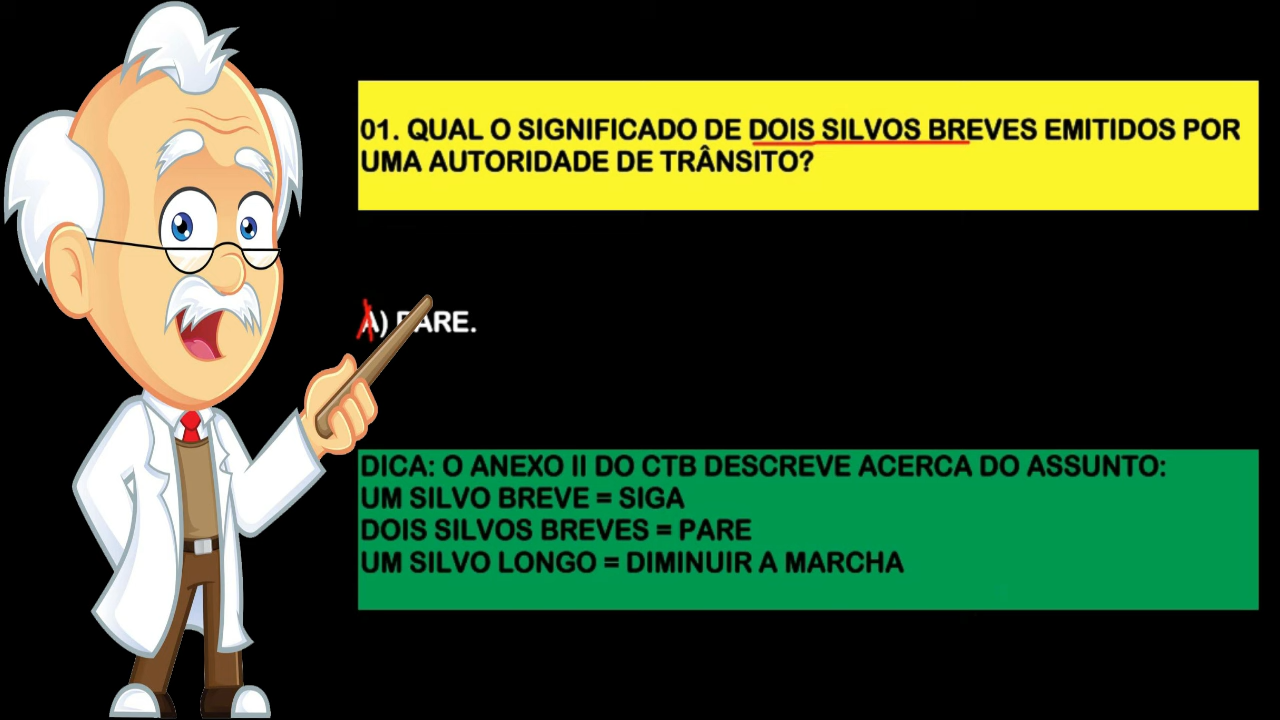 01. QUAL O SIGNIFICADO DE DOIS SILVOS BREVES EMITIDOS POR
UMA AUTORIDADE DE TRÂNSITO?
A) PARE.
DICA: O ANEXO II DO CTB DESCREVE ACERCA DO ASSUNTO:
UM SILVO BREVE = SIGA
DOIS SILVOS BREVES = PARE
UM SILVO LONGO = DIMINUIR A MARCHA